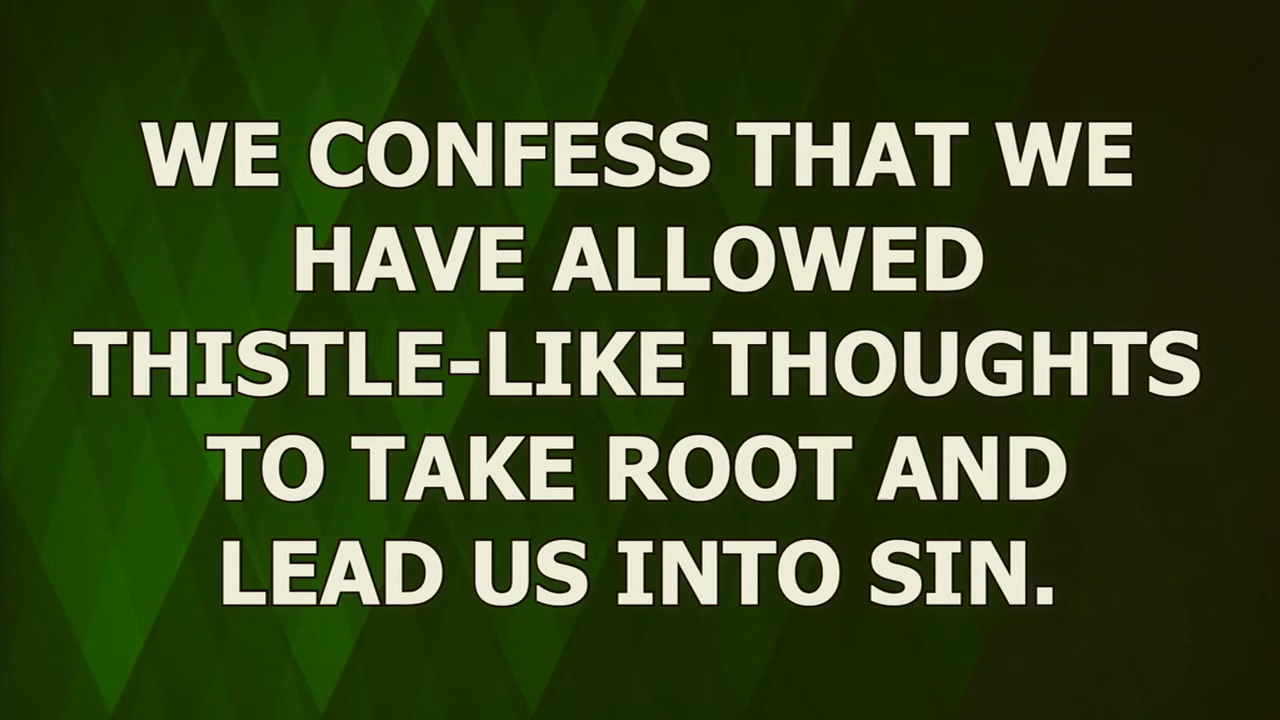 WE CONFESS THAT WE
HAVE ALLOWED
THISTLE-LIKE THOUGHTS
TO TAKE ROOT AND
LEAD US INTO SIN.